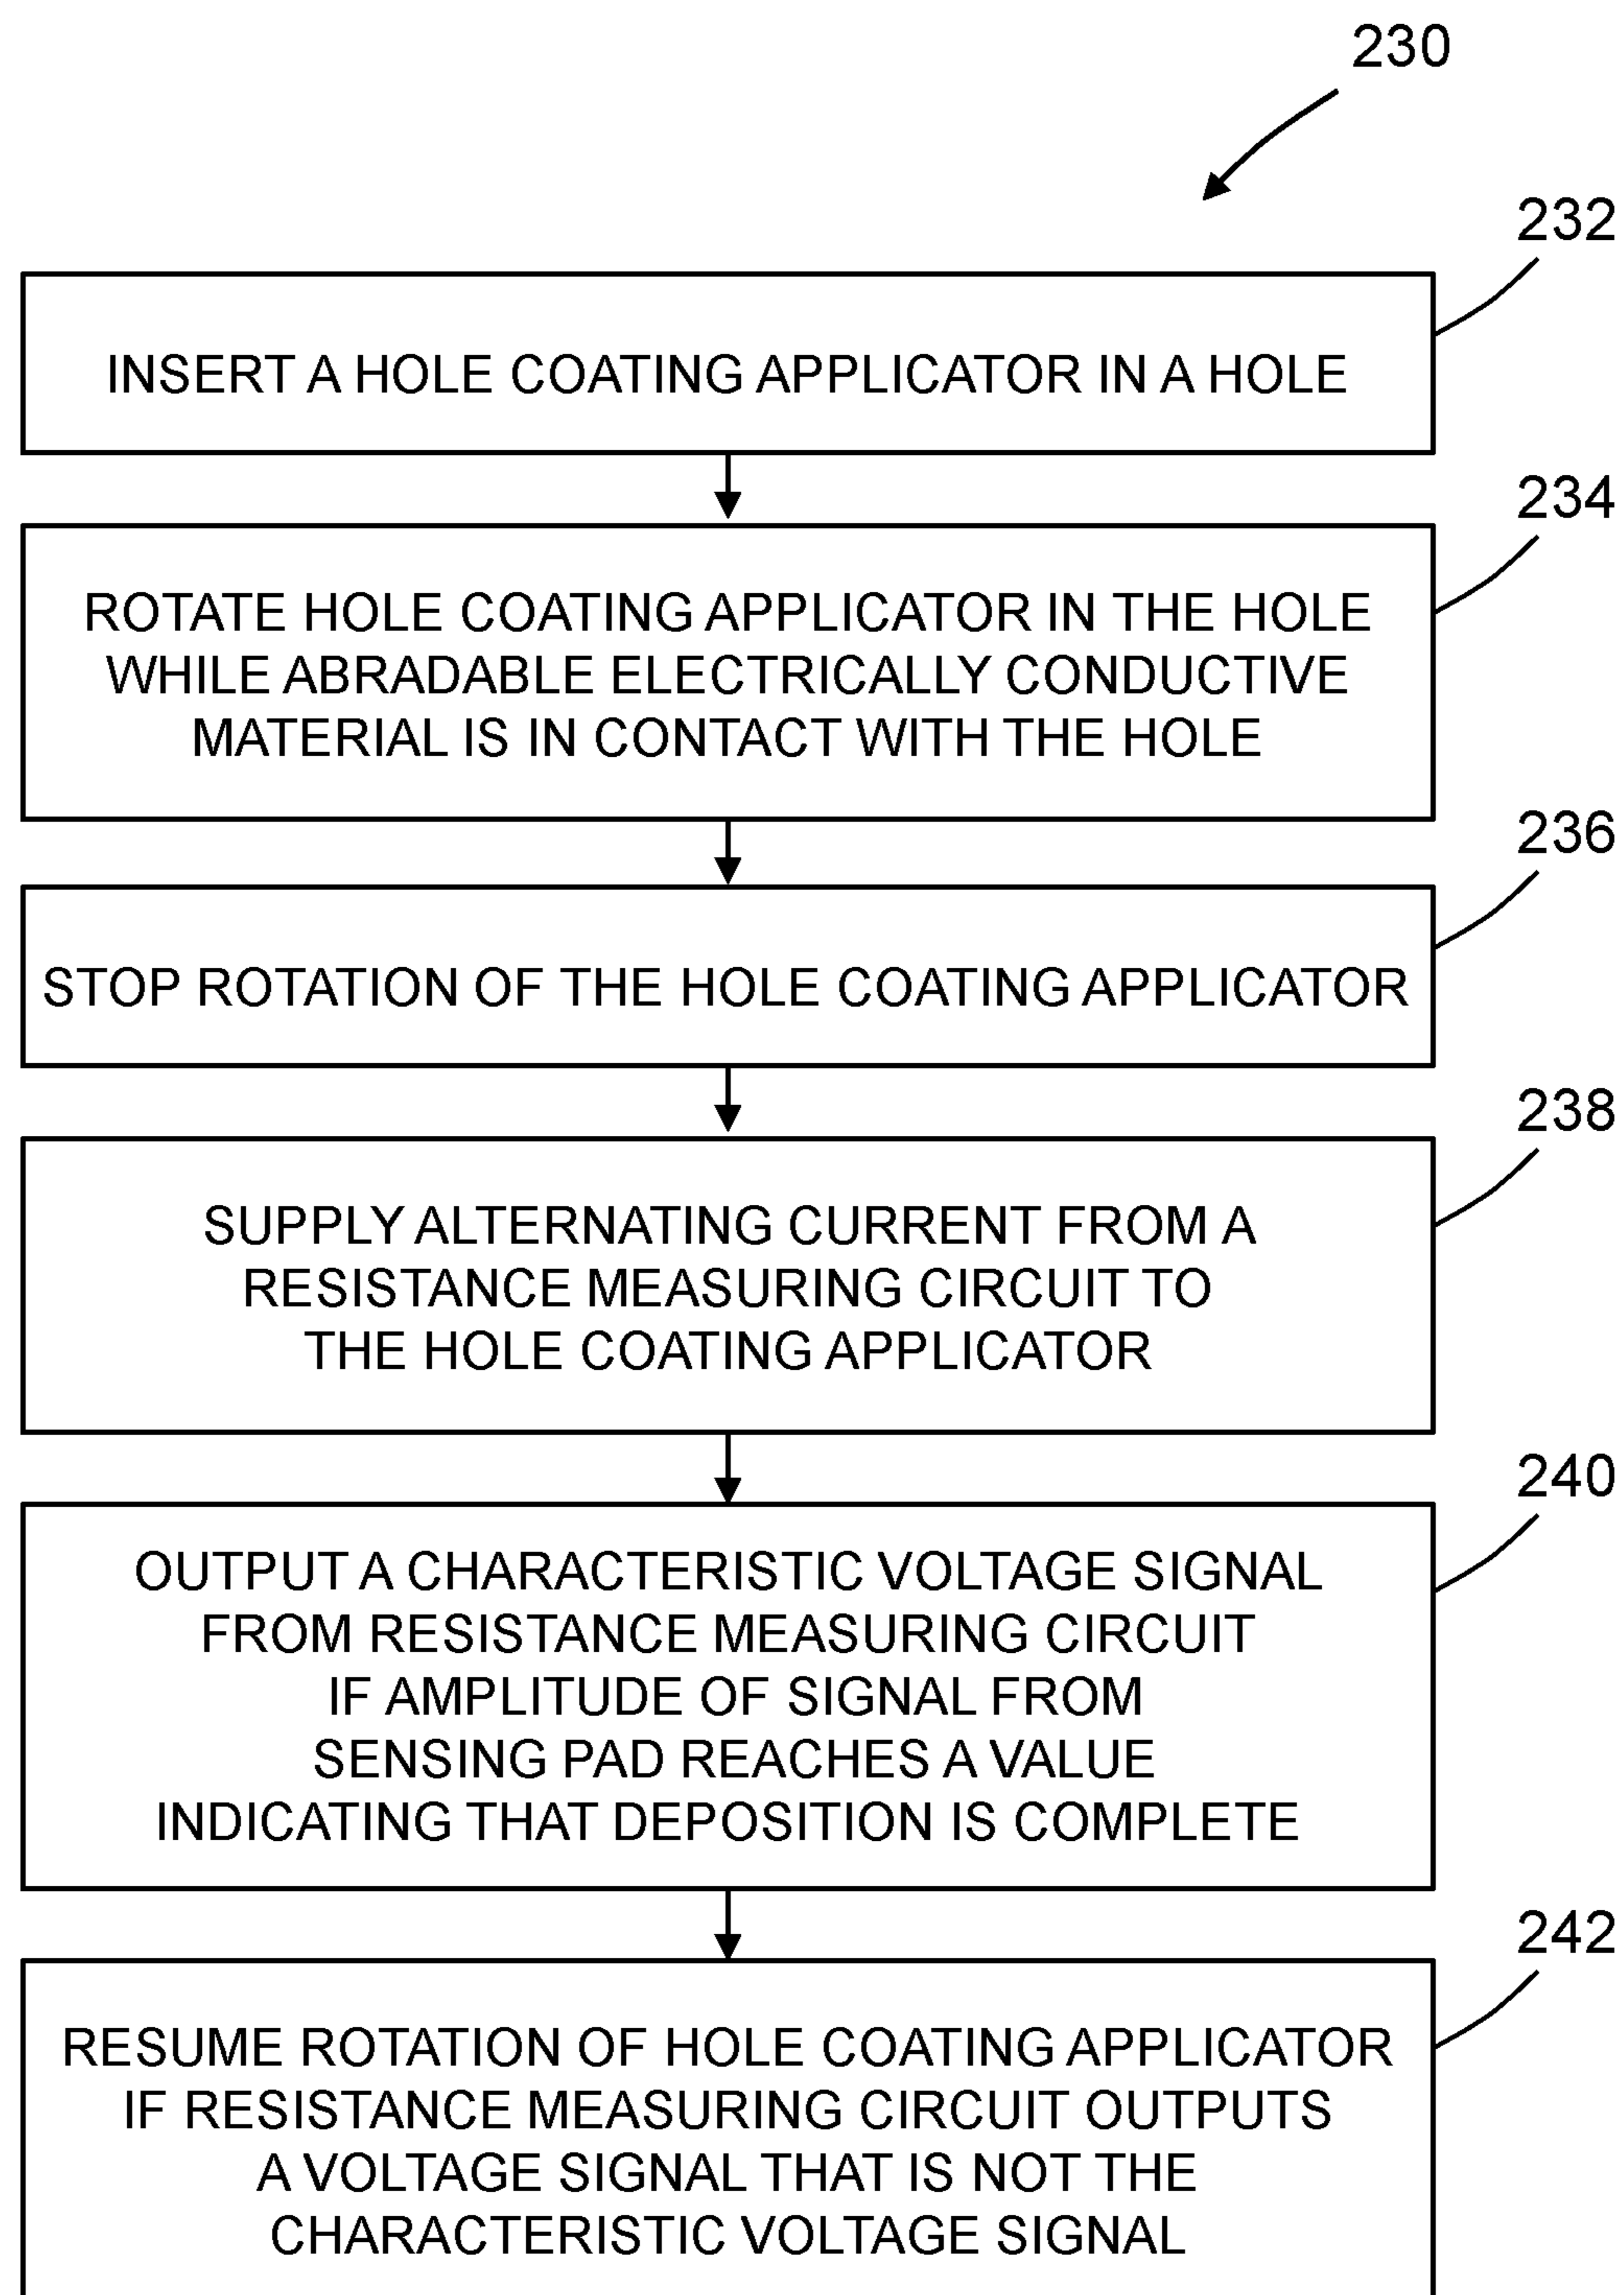 230
232
INSERT A HOLE COATING APPLICATOR IN A HOLE
234
ROTATE HOLE COATING APPLICATOR IN THE HOLE
WHILE ABRADABLE ELECTRICALLY CONDUCTIVE
MATERIAL IS IN CONTACT WITH THE HOLE
236
STOP ROTATION OF THE HOLE COATING APPLICATOR
238
SUPPLY ALTERNATING CURRENT FROM A
RESISTANCE MEASURING CIRCUIT TO
THE HOLE COATING APPLICATOR
240
OUTPUT A CHARACTERISTIC VOLTAGE SIGNAL
FROM RESISTANCE MEASURING CIRCUIT
IF AMPLITUDE OF SIGNAL FROM
SENSING PAD REACHES A VALUE
INDICATING THAT DEPOSITION IS COMPLETE
242
RESUME ROTATION OF HOLE COATING APPLICATOR
IF RESISTANCE MEASURING CIRCUIT OUTPUTS
A VOLTAGE SIGNAL THAT IS NOT THE
CHARACTERISTIC VOLTAGE SIGNAL